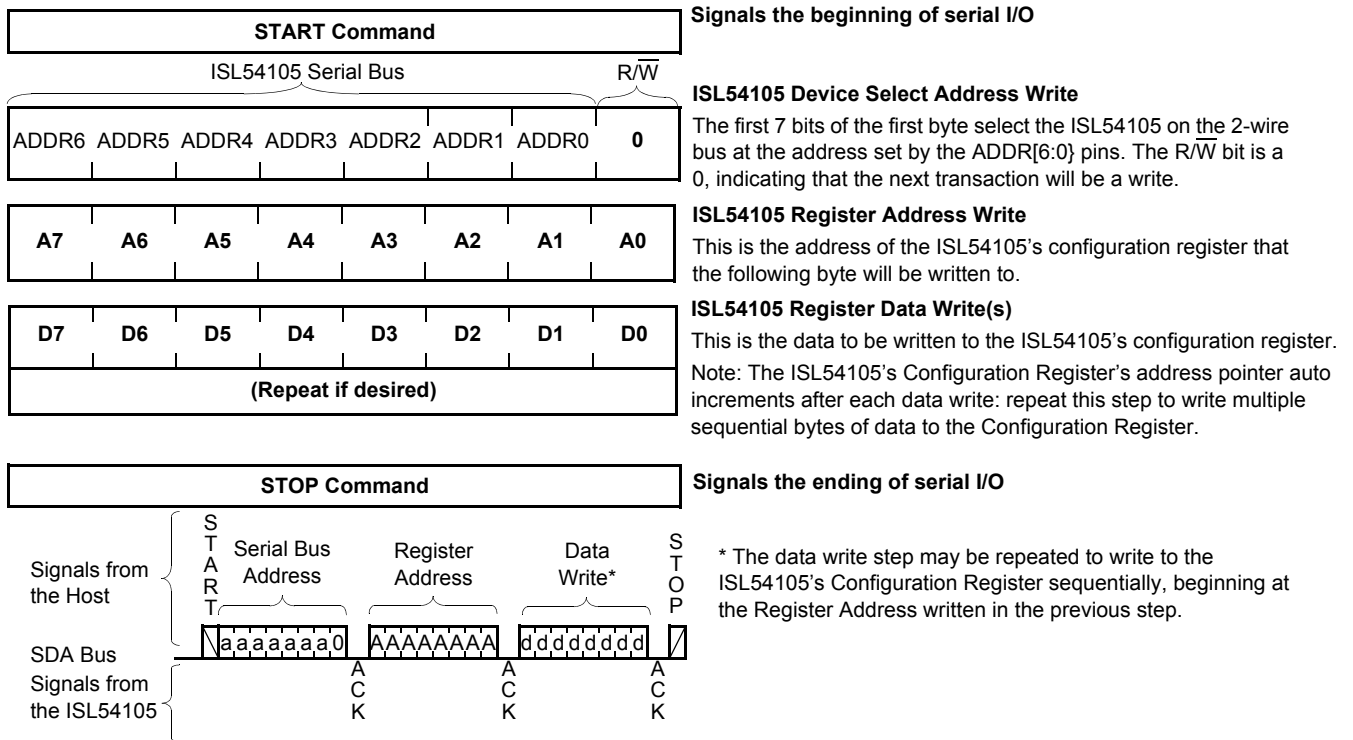 START Command
Signals the beginning of serial I/O
ISL54105 Serial Bus
R/W
ISL54105 Device Select Address Write
ADDR6 ADDR5 ADDR4 ADDR3 ADDR2 ADDR1 ADDR0 0
The first 7 bits of the first byte select the ISL54105 on the 2-wire
bus at the address set by the ADDR[6:0} pins. The R/W bit is a
0, indicating that the next transaction will be a write.
ISL54105 Register Address Write
A7 A6 A5 A4 A3 A2 A1 A0
This is the address of the ISL54105's configuration register that
the following byte will be written to.
ISL54105 Register Data Write(s)
D7 D6 D5 D4 D3 D2 D1 D0
This is the data to be written to the ISL54105's configuration register.
(Repeat if desired)
Note: The ISL54105's Configuration Register's address pointer auto
increments after each data write: repeat this step to write multiple
sequential bytes of data to the Configuration Register.
STOP Command
Signals the ending of serial I/O
Signals from
the Host
START
Serial Bus
Address
Register
Address
Data
Write*
STOP
* The data write step may be repeated to write to the
ISL54105's Configuration Register sequentially, beginning at
the Register Address written in the previous step.
SDA Bus
a a a a a a a 0 A A A A A A A A d d d d d d d d
Signals from
the ISL54105
ACK
ACK
ACK